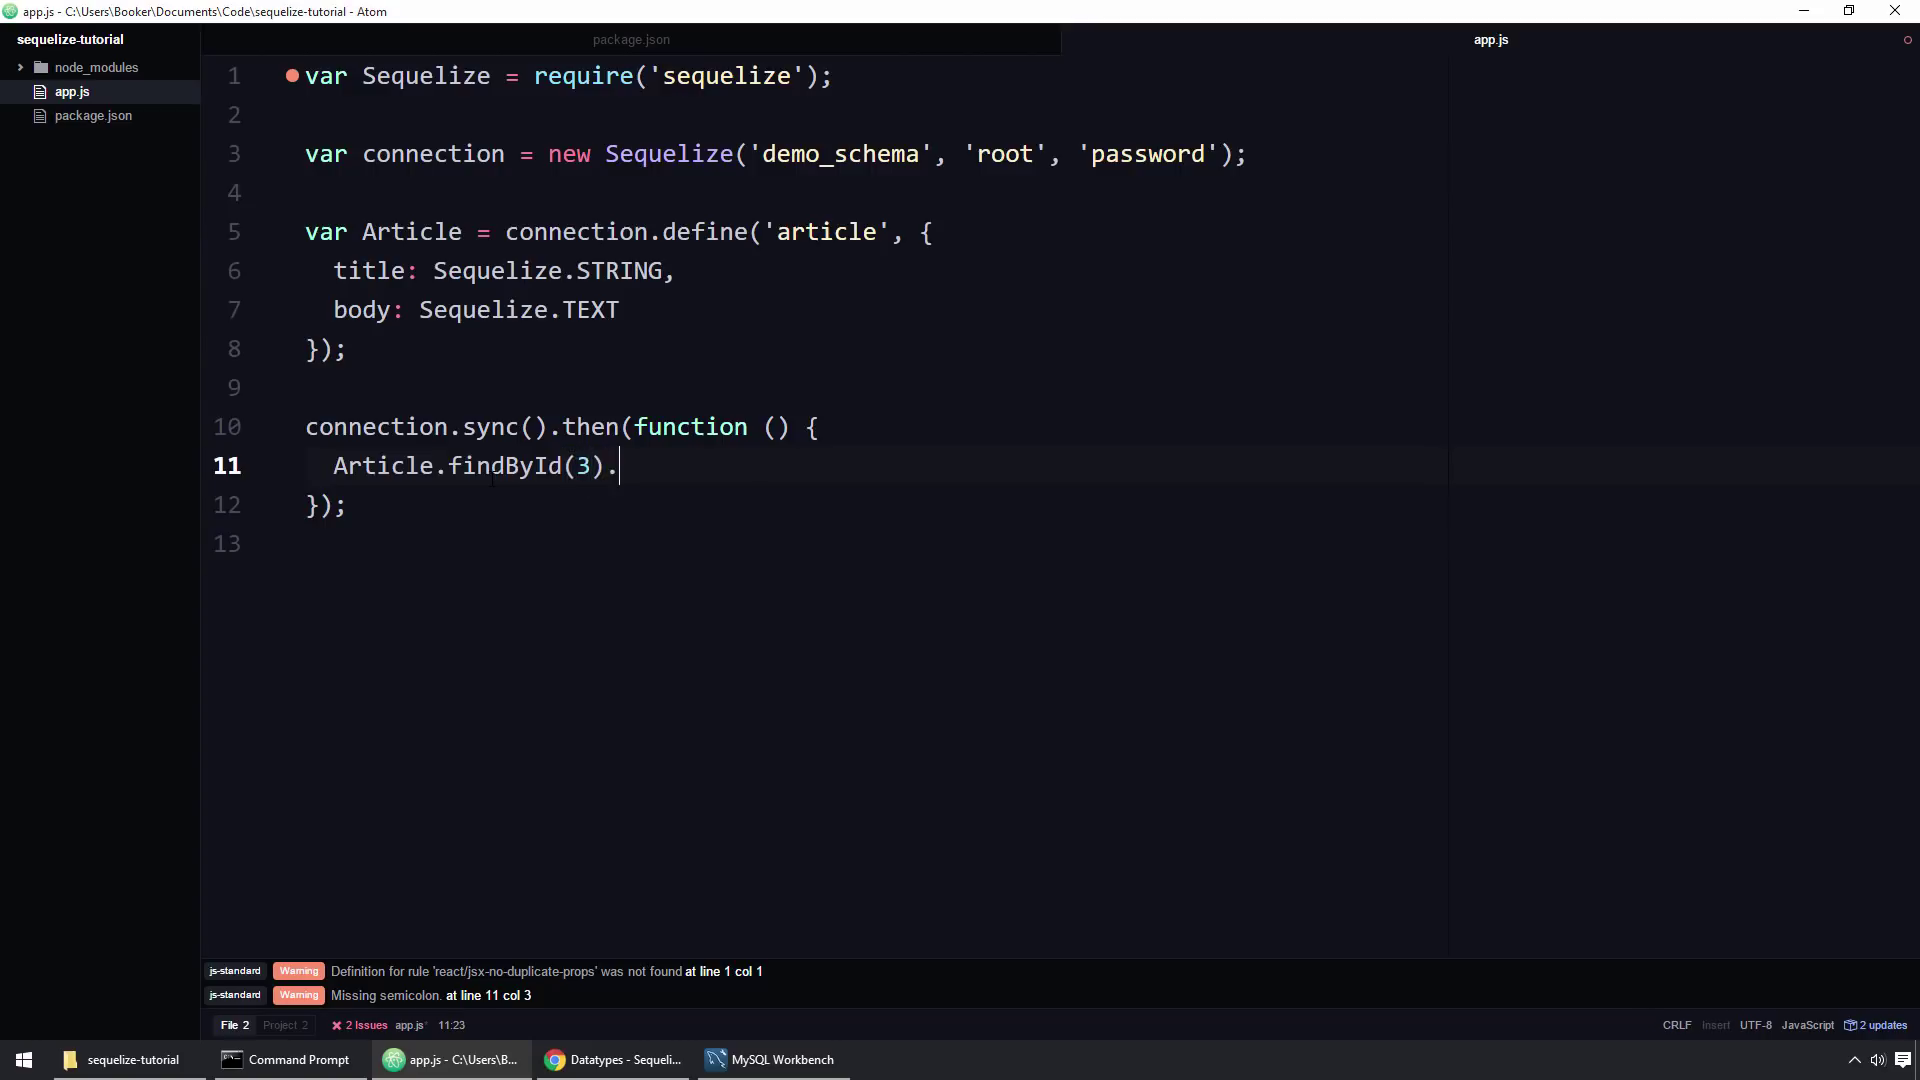 app.js - C:\Users\Booker\Documents\Code\sequelize-tutorial - Atom
sequelize-tutorial
node_modules
app.js
package.json
package.json
app.js
1 var Sequelize = require('sequelize');
2
3 var connection = new Sequelize('demo_schema', 'root', 'password');
4
5 var Article = connection.define('article', {
6 title: Sequelize.STRING,
7 body: Sequelize.TEXT
8 });
9
10 connection.sync().then(function () {
11 Article.findById(3).
12 });
13
js-standard Warning Definition for rule 'react/jsx-no-duplicate-props' was not found at line 1 col 1
js-standard Warning Missing semicolon. at line 11 col 3
File 2 Project 2 2 Issues app.js* 11:23 CRLF Insert UTF-8 JavaScript 2 updates
sequelize-tutorial Command Prompt app.js - C:\Users\B... Datatypes - Sequeli... MySQL Workbench